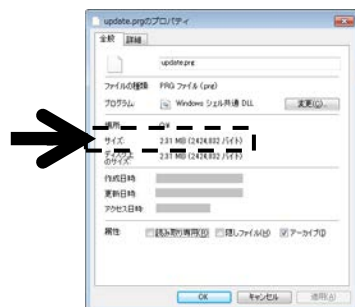 update.prgのプロパティ
全般 詳細
update.prg
ファイルの種類: PRG ファイル (.prg)
プログラム: Windows シェル共通 DLL 変更(C)...
場所:
サイズ: 2.31 MB (2,424,832 バイト)
ディスク上
のサイズ: 2.31 MB (2,424,832 バイト)
作成日時:
更新日時:
アクセス日時:
属性: 読み取り専用(R) 隠しファイル(H) アーカイブ(I)
OK キャンセル 適用(A)